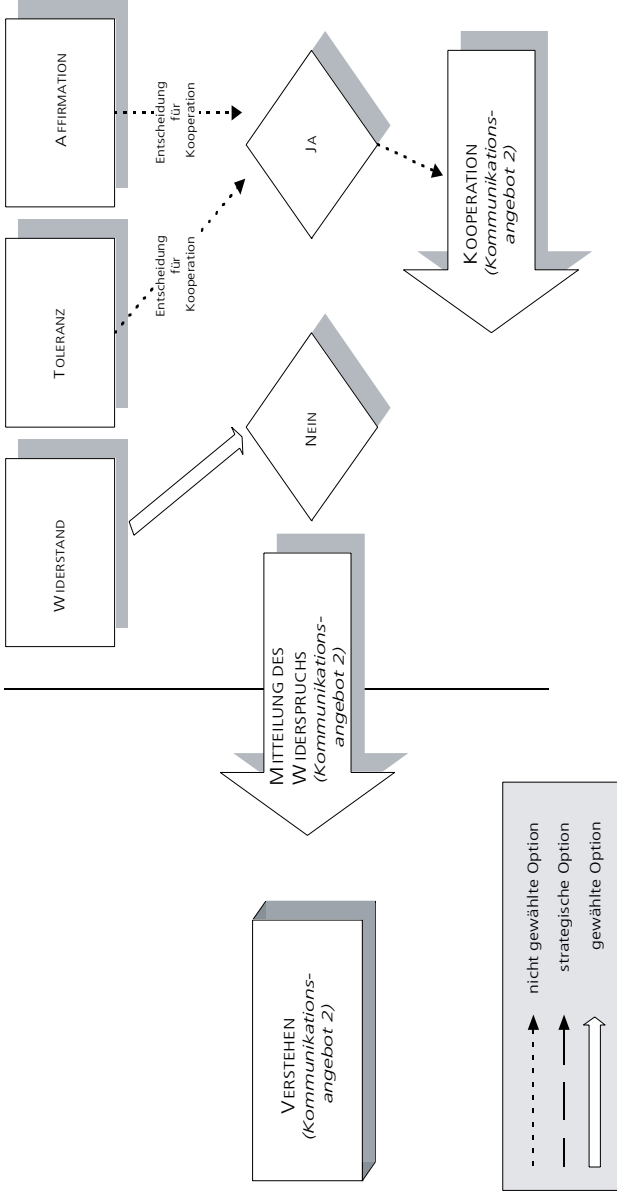 WIDERSTAND
TOLERANZ
AFFIRMATION
Entscheidung
für
Kooperation
Entscheidung
für
Kooperation
NEIN
JA
MITTEILUNG DES
WIDERSPRUCHS
(Kommunikations-
angebot 2)
KOOPERATION
(Kommunikations-
angebot 2)
VERSTEHEN
(Kommunikations-
angebot 2)
nicht gewählte Option
strategische Option
gewählte Option